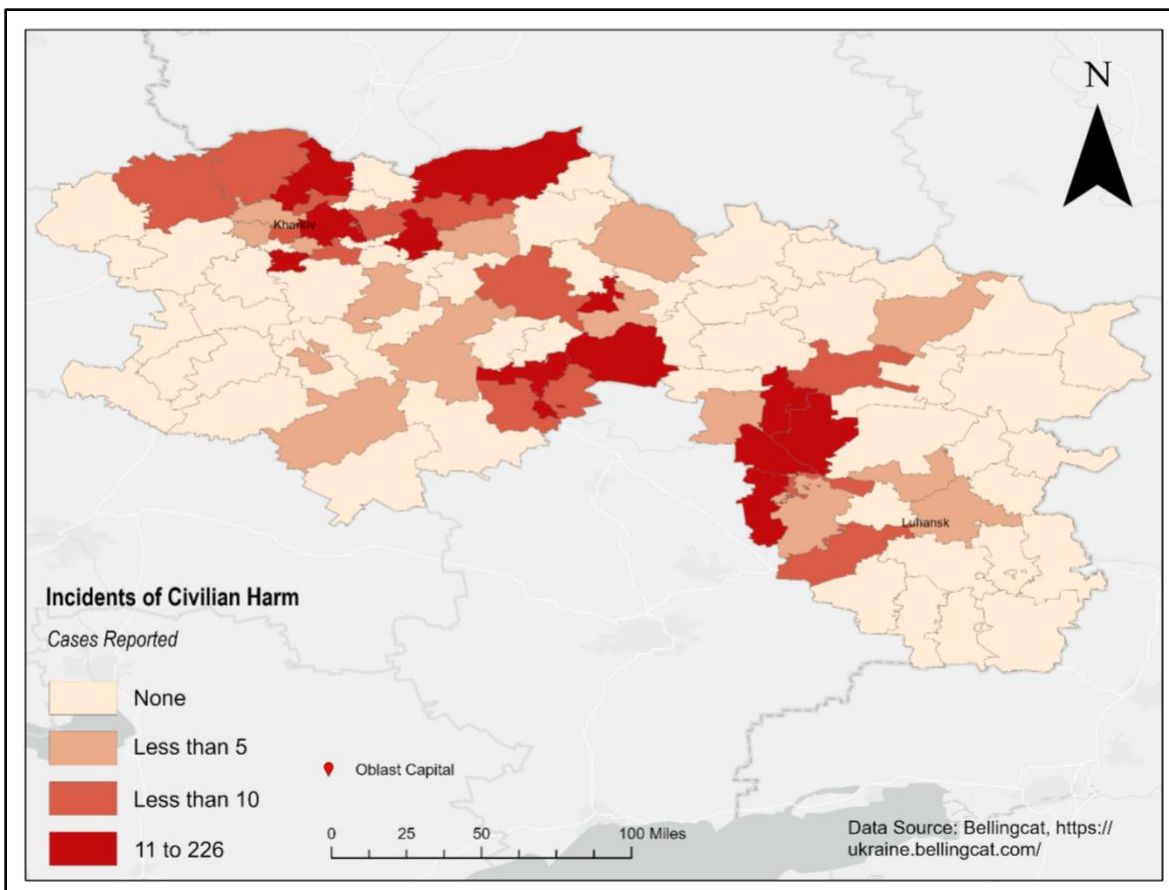 N
Kharkiv
Luhansk
Incidents of Civilian Harm
Cases Reported
None
Less than 5
Less than 10
11 to 226
Oblast Capital
0 25 50 100 Miles
Data Source: Bellingcat, https://
ukraine.bellingcat.com/